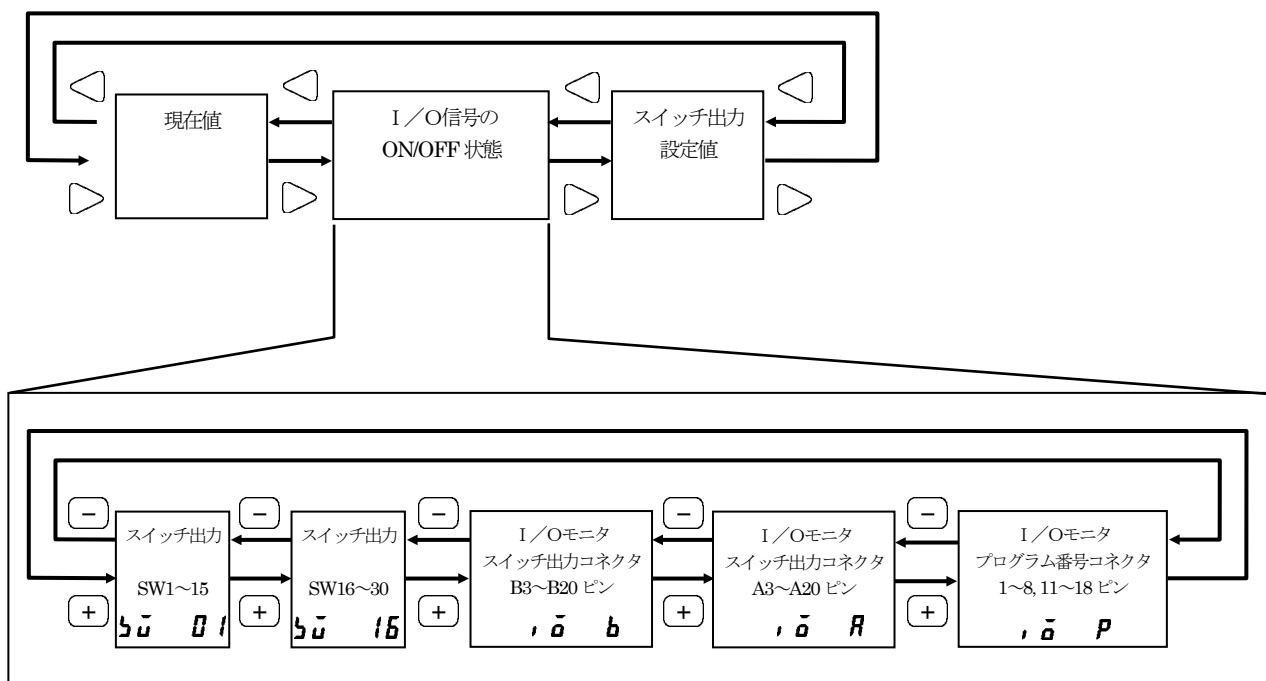 現在値
I／O信号の
ON/OFF 状態
スイッチ出力
設定値
−
−
−
−
−
スイッチ出力
SW1～15
スイッチ出力
SW16～30
I／Oモニタ
スイッチ出力コネクタ
B3～B20 ピン
I／Oモニタ
スイッチ出力コネクタ
A3～A20 ピン
I／Oモニタ
プログラム番号コネクタ
1～8, 11～18 ピン
+
+
+
+
+
01
16
b
A
P